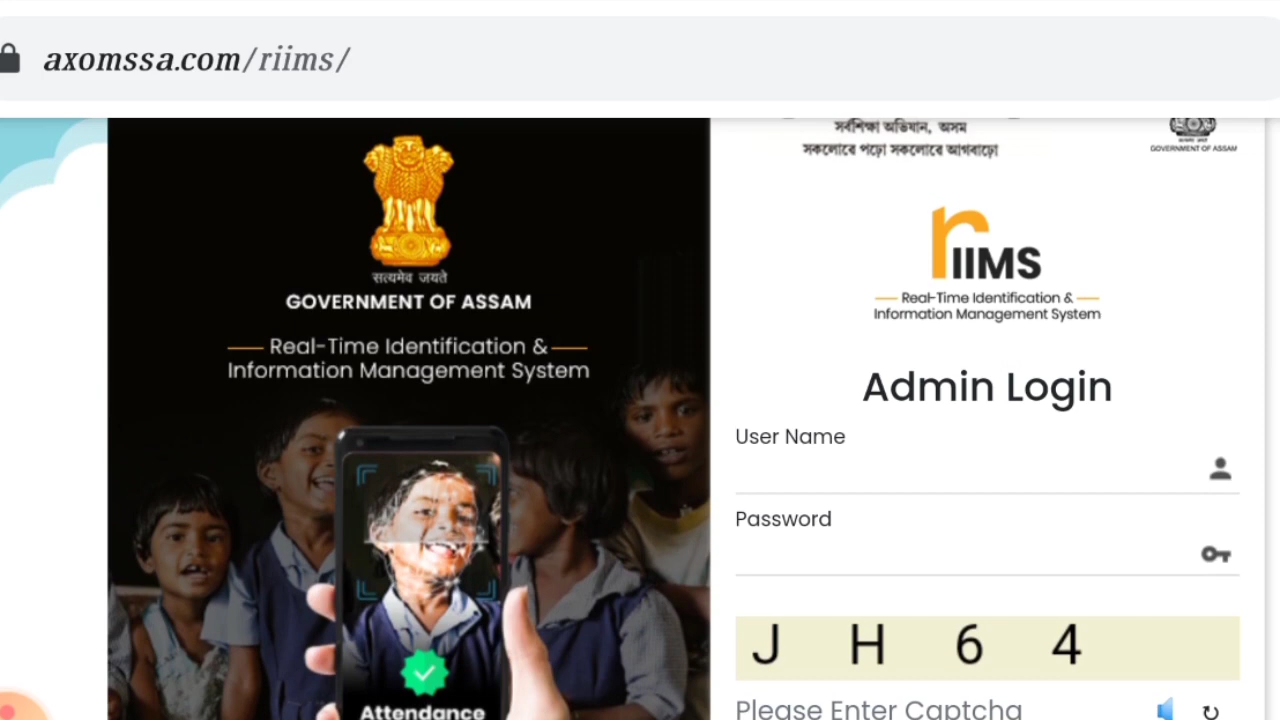 axomssa.com/riims/
सत्यमेव जयते
GOVERNMENT OF ASSAM
Real-Time Identification &
Information Management System
Attendance
সৰ্বশিক্ষা অভিযান, অসম
সকলোৱে পঢ়ো সকলোৱে আগবাঢ়ো
GOVERNMENT OF ASSAM
rIIMS
Real-Time Identification &
Information Management System
Admin Login
User Name
Password
J H 6 4
Please Enter Captcha